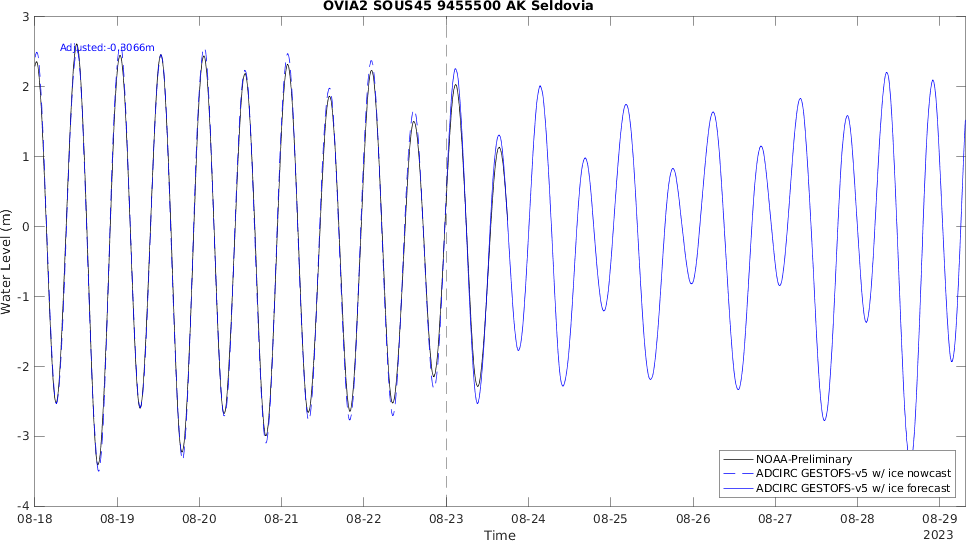 OVIA2 SOUS45 9455500 AK Seldovia
Adjusted:-0.3066m
3
2
1
0
-1
-2
-3
-4
Water Level (m)
NOAA-Preliminary
ADCIRC GESTOFS-v5 w/ ice nowcast
ADCIRC GESTOFS-v5 w/ ice forecast
08-18 08-19 08-20 08-21 08-22 08-23 08-24 08-25 08-26 08-27 08-28 08-29
Time
2023